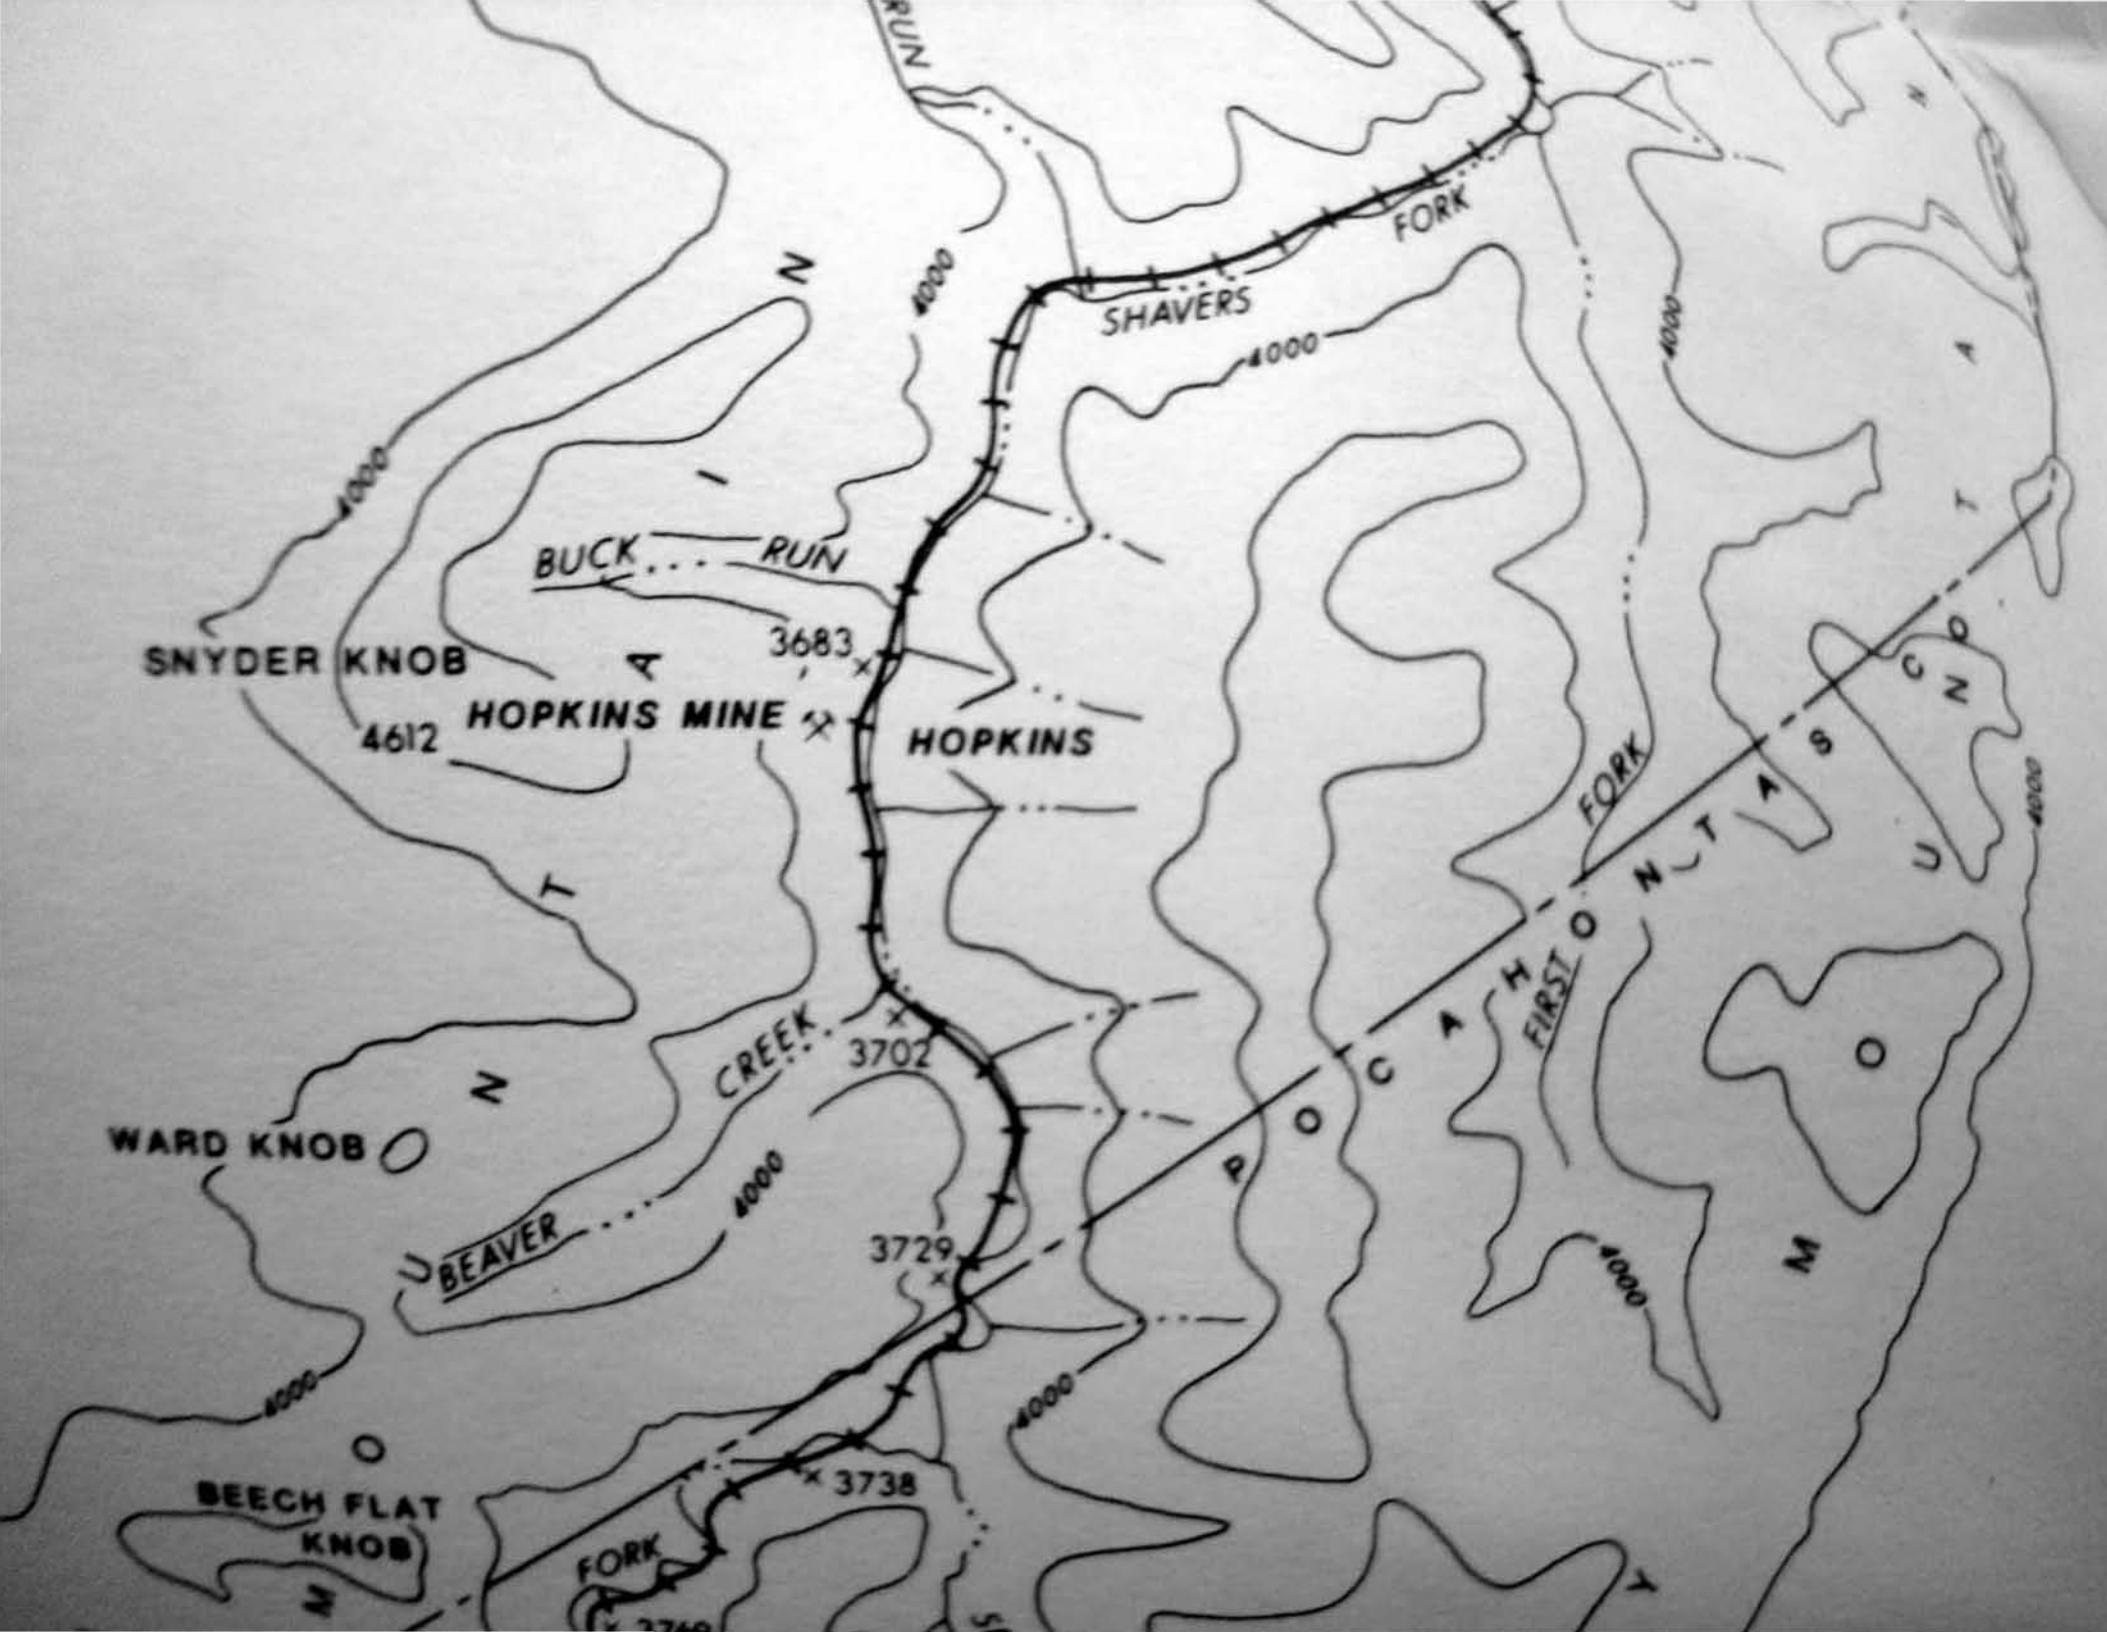 RUN
N
4000
FORK
SHAVERS
4000
4000
4000
BUCK RUN
3683
SNYDER KNOB
4612
HOPKINS MINE
HOPKINS
FORK
4000
FIRST
CREEK
3702
WARD KNOB
BEAVER
4000
3729
4000
4000
4000
BEECH FLAT
KNOB
3738
FORK
M O U N T A I N
P O C A H O N T A S C O U N T Y
M O
T
A